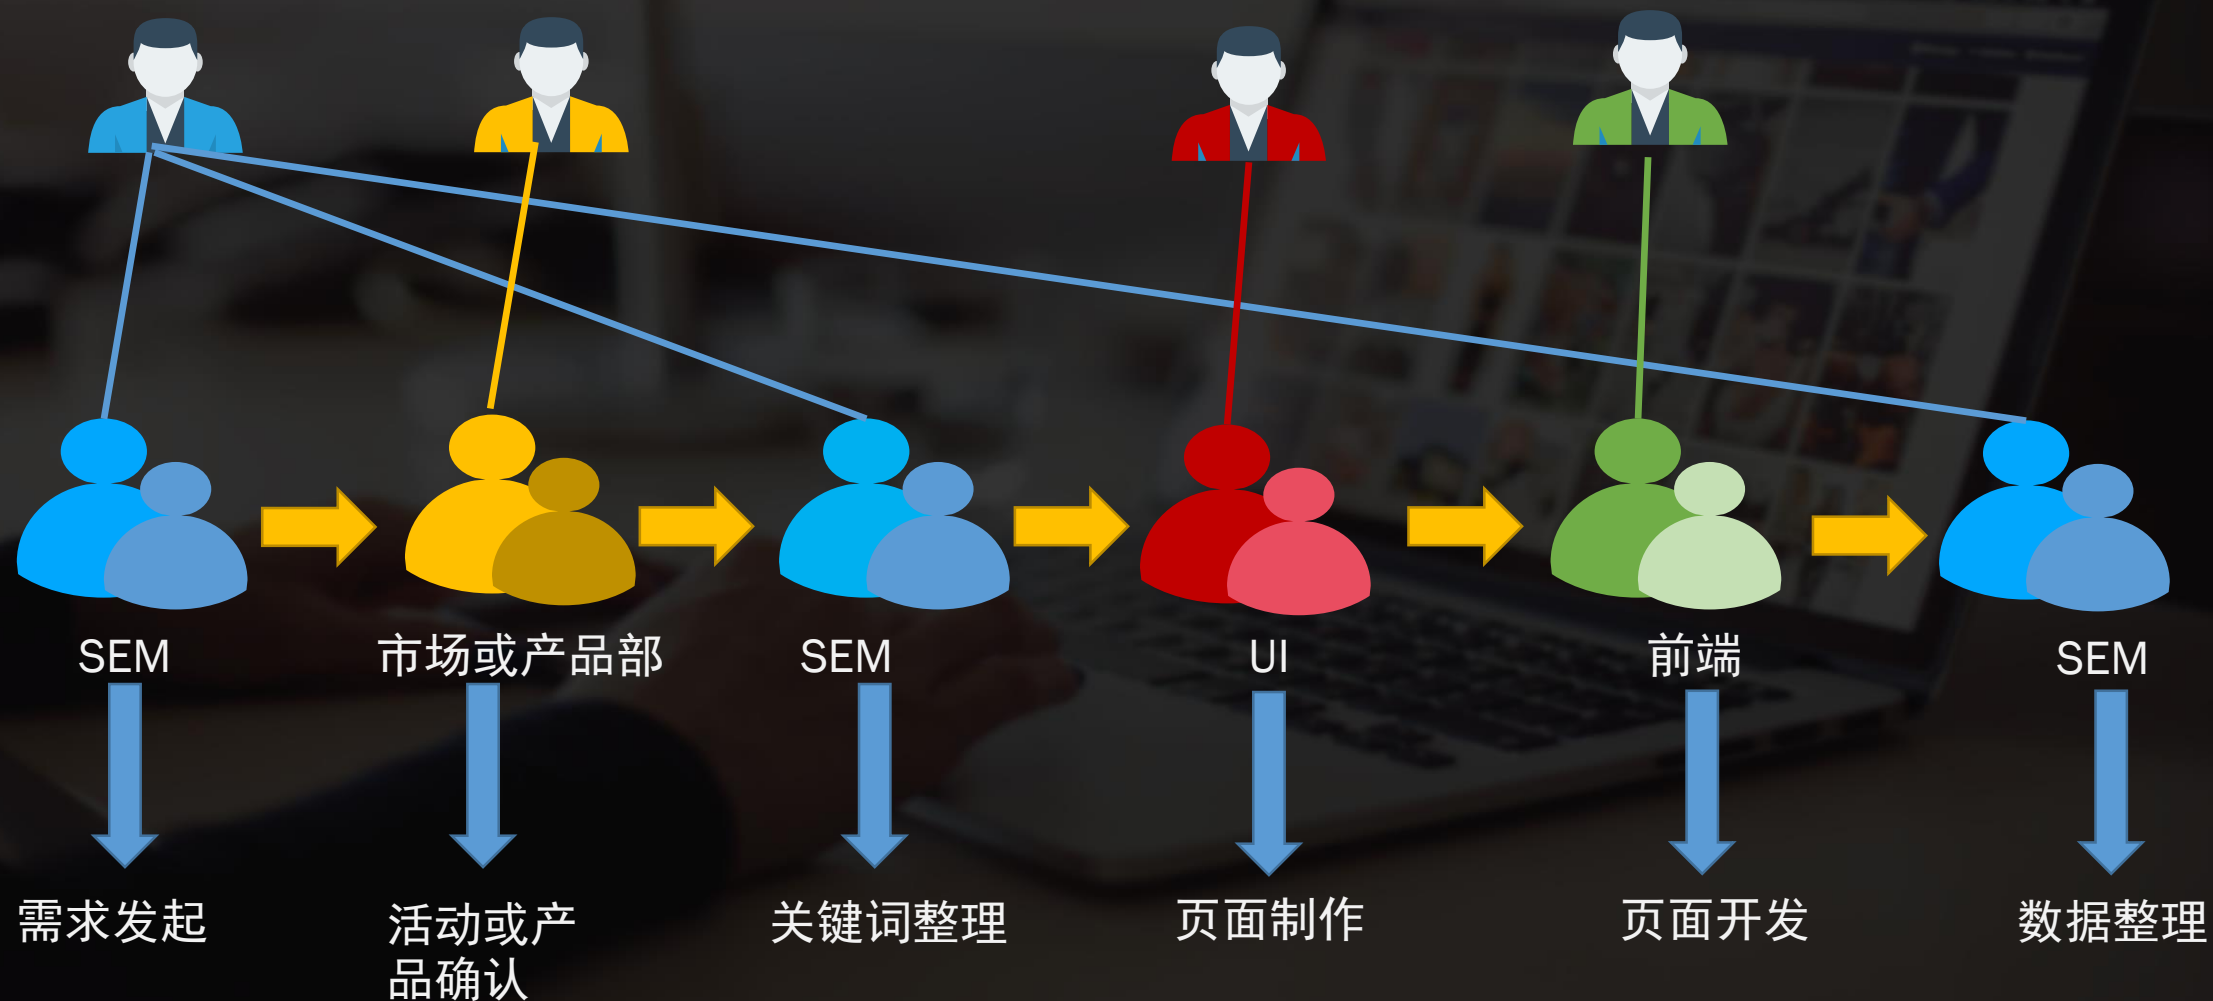 SEM
市场或产品部
SEM
UI
前端
SEM
需求发起
活动或产
品确认
关键词整理
页面制作
页面开发
数据整理